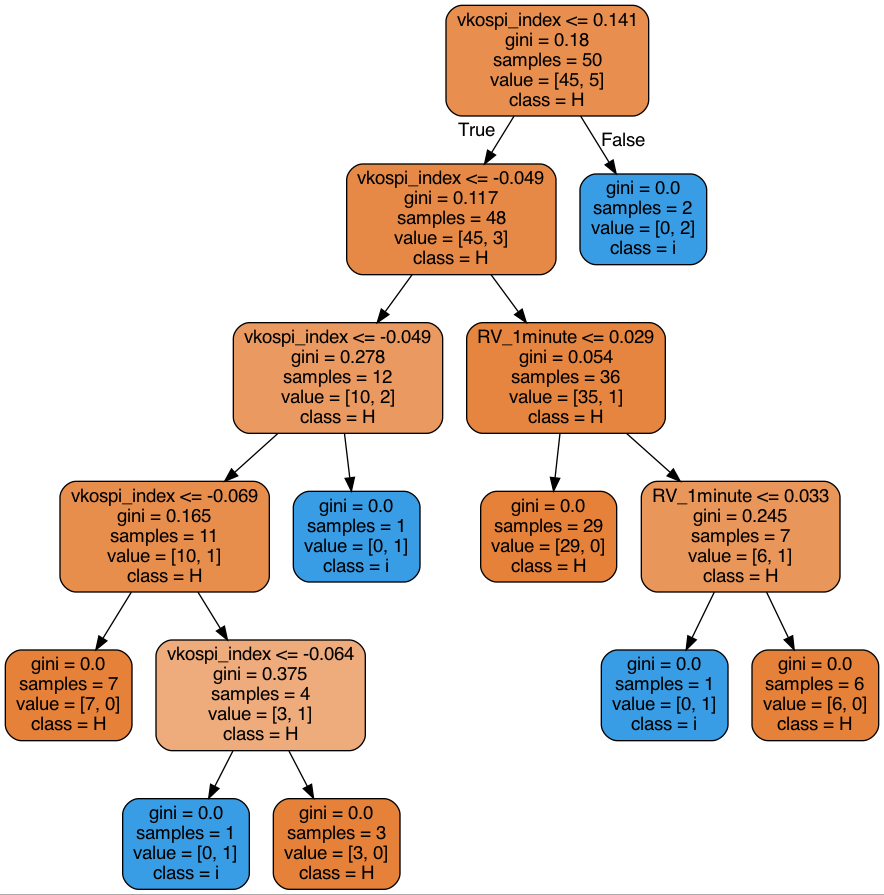 vkospi_index <= 0.141
gini = 0.18
samples = 50
value = [45, 5]
class = H
True
False
vkospi_index <= -0.049
gini = 0.117
samples = 48
value = [45, 3]
class = H
gini = 0.0
samples = 2
value = [0, 2]
class = i
vkospi_index <= -0.049
gini = 0.278
samples = 12
value = [10, 2]
class = H
RV_1minute <= 0.029
gini = 0.054
samples = 36
value = [35, 1]
class = H
vkospi_index <= -0.069
gini = 0.165
samples = 11
value = [10, 1]
class = H
gini = 0.0
samples = 1
value = [0, 1]
class = i
gini = 0.0
samples = 29
value = [29, 0]
class = H
RV_1minute <= 0.033
gini = 0.245
samples = 7
value = [6, 1]
class = H
gini = 0.0
samples = 7
value = [7, 0]
class = H
vkospi_index <= -0.064
gini = 0.375
samples = 4
value = [3, 1]
class = H
gini = 0.0
samples = 1
value = [0, 1]
class = i
gini = 0.0
samples = 6
value = [6, 0]
class = H
gini = 0.0
samples = 1
value = [0, 1]
class = i
gini = 0.0
samples = 3
value = [3, 0]
class = H